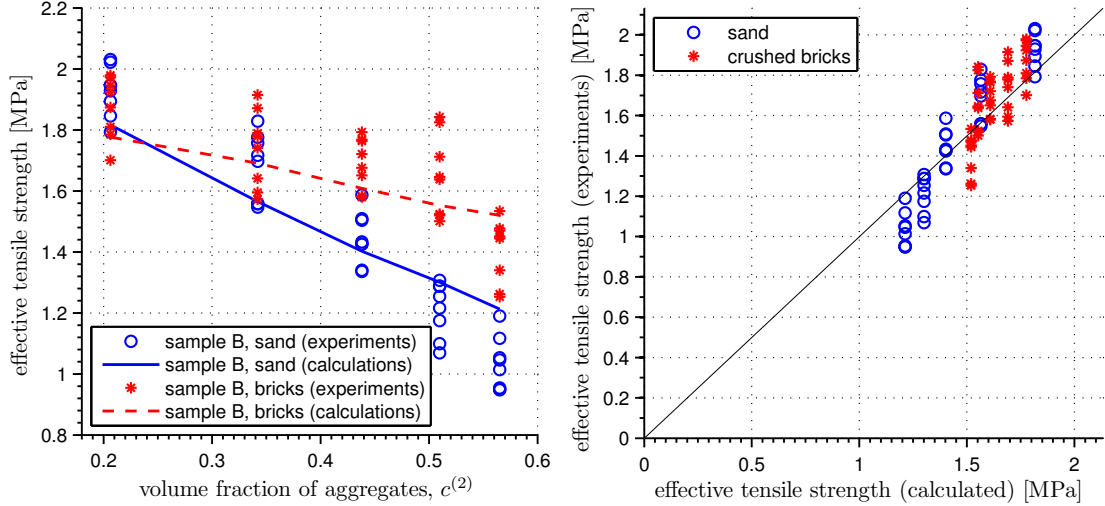 2.2
2
1.8
1.6
1.4
1.2
1
0.8
0.2
0.3
0.4
0.5
0.6
effective tensile strength [MPa]
volume fraction of aggregates, c⁽²⁾
sample B, sand (experiments)
sample B, sand (calculations)
sample B, bricks (experiments)
sample B, bricks (calculations)
2
1.8
1.6
1.4
1.2
1
0.8
0.6
0.4
0.2
0
0
0.5
1
1.5
2
effective tensile strength (experiments) [MPa]
effective tensile strength (calculated) [MPa]
sand
crushed bricks